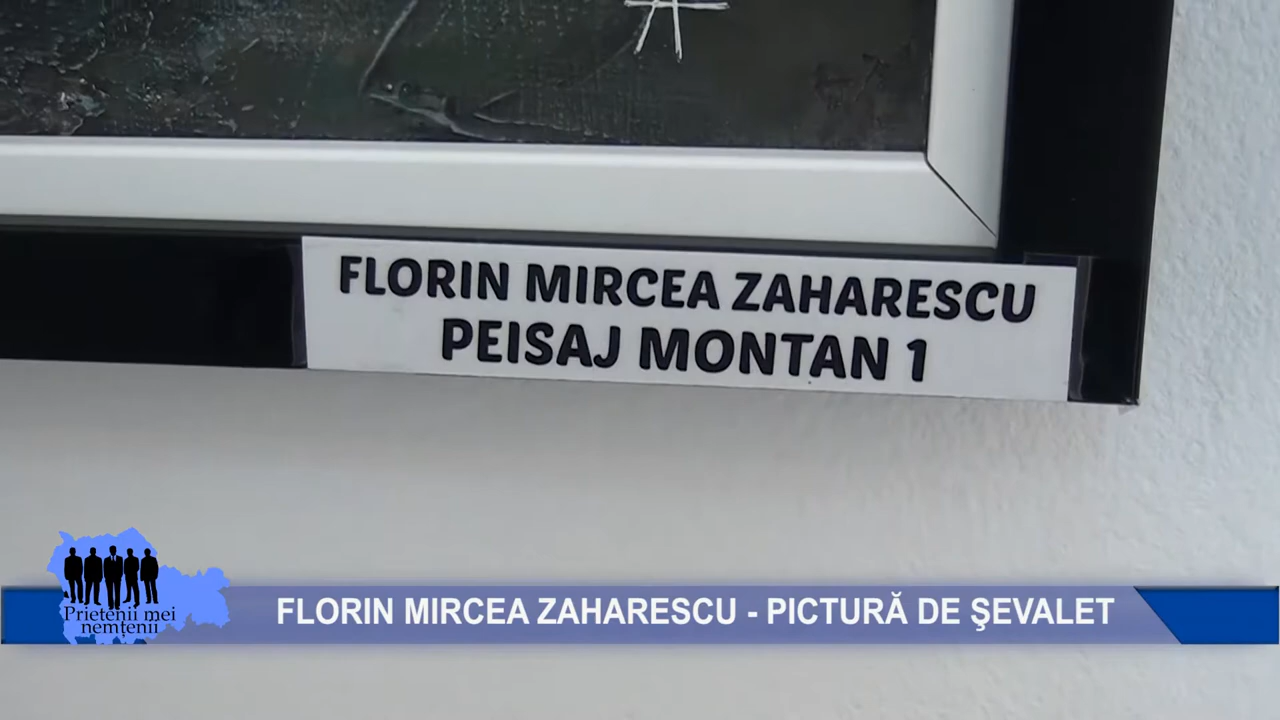 FLORIN MIRCEA ZAHARESCU
PEISAJ MONTAN 1
Prietenii mei
nemțenii
FLORIN MIRCEA ZAHARESCU - PICTURĂ DE ŞEVALET